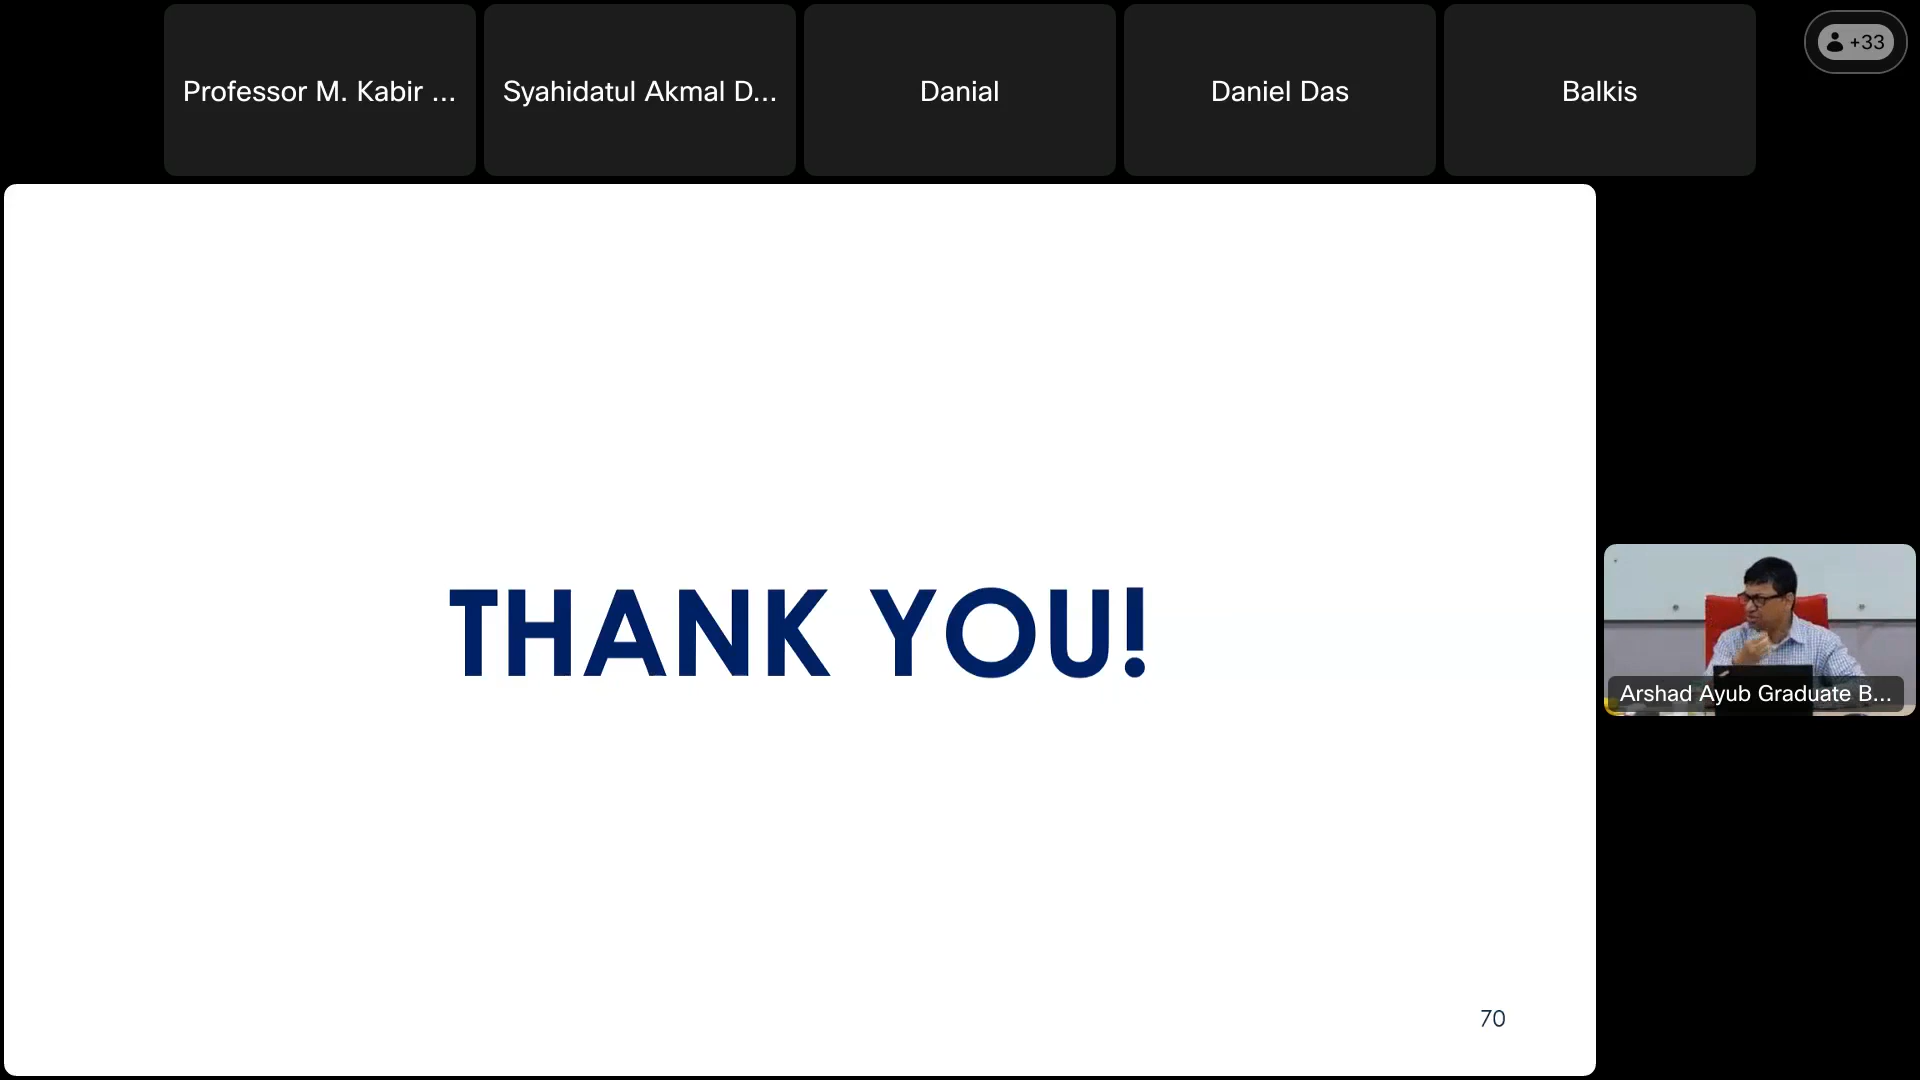 Professor M. Kabir ...
Syahidatul Akmal D...
Danial
Daniel Das
Balkis
+33
THANK YOU!
Arshad Ayub Graduate B...
70